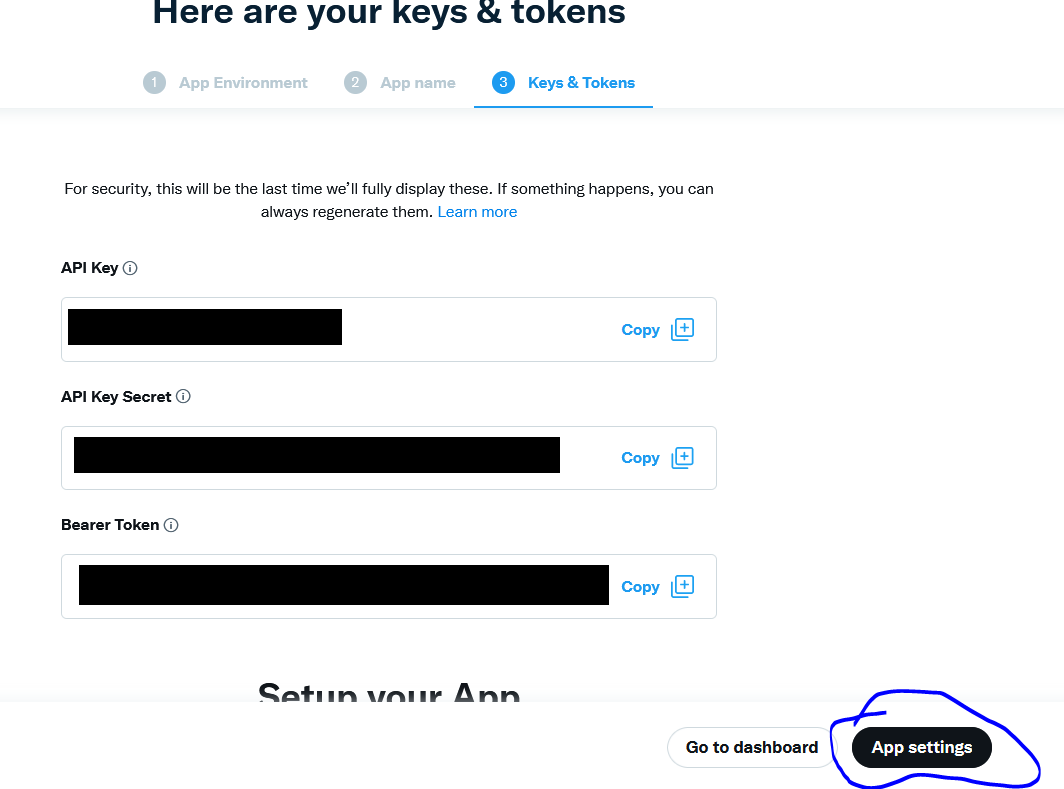 Here are your keys & tokens
1 App Environment 2 App name 3 Keys & Tokens
For security, this will be the last time we’ll fully display these. If something happens, you can
always regenerate them. Learn more
API Key
Copy
API Key Secret
Copy
Bearer Token
Copy
Setup your App
Go to dashboard App settings